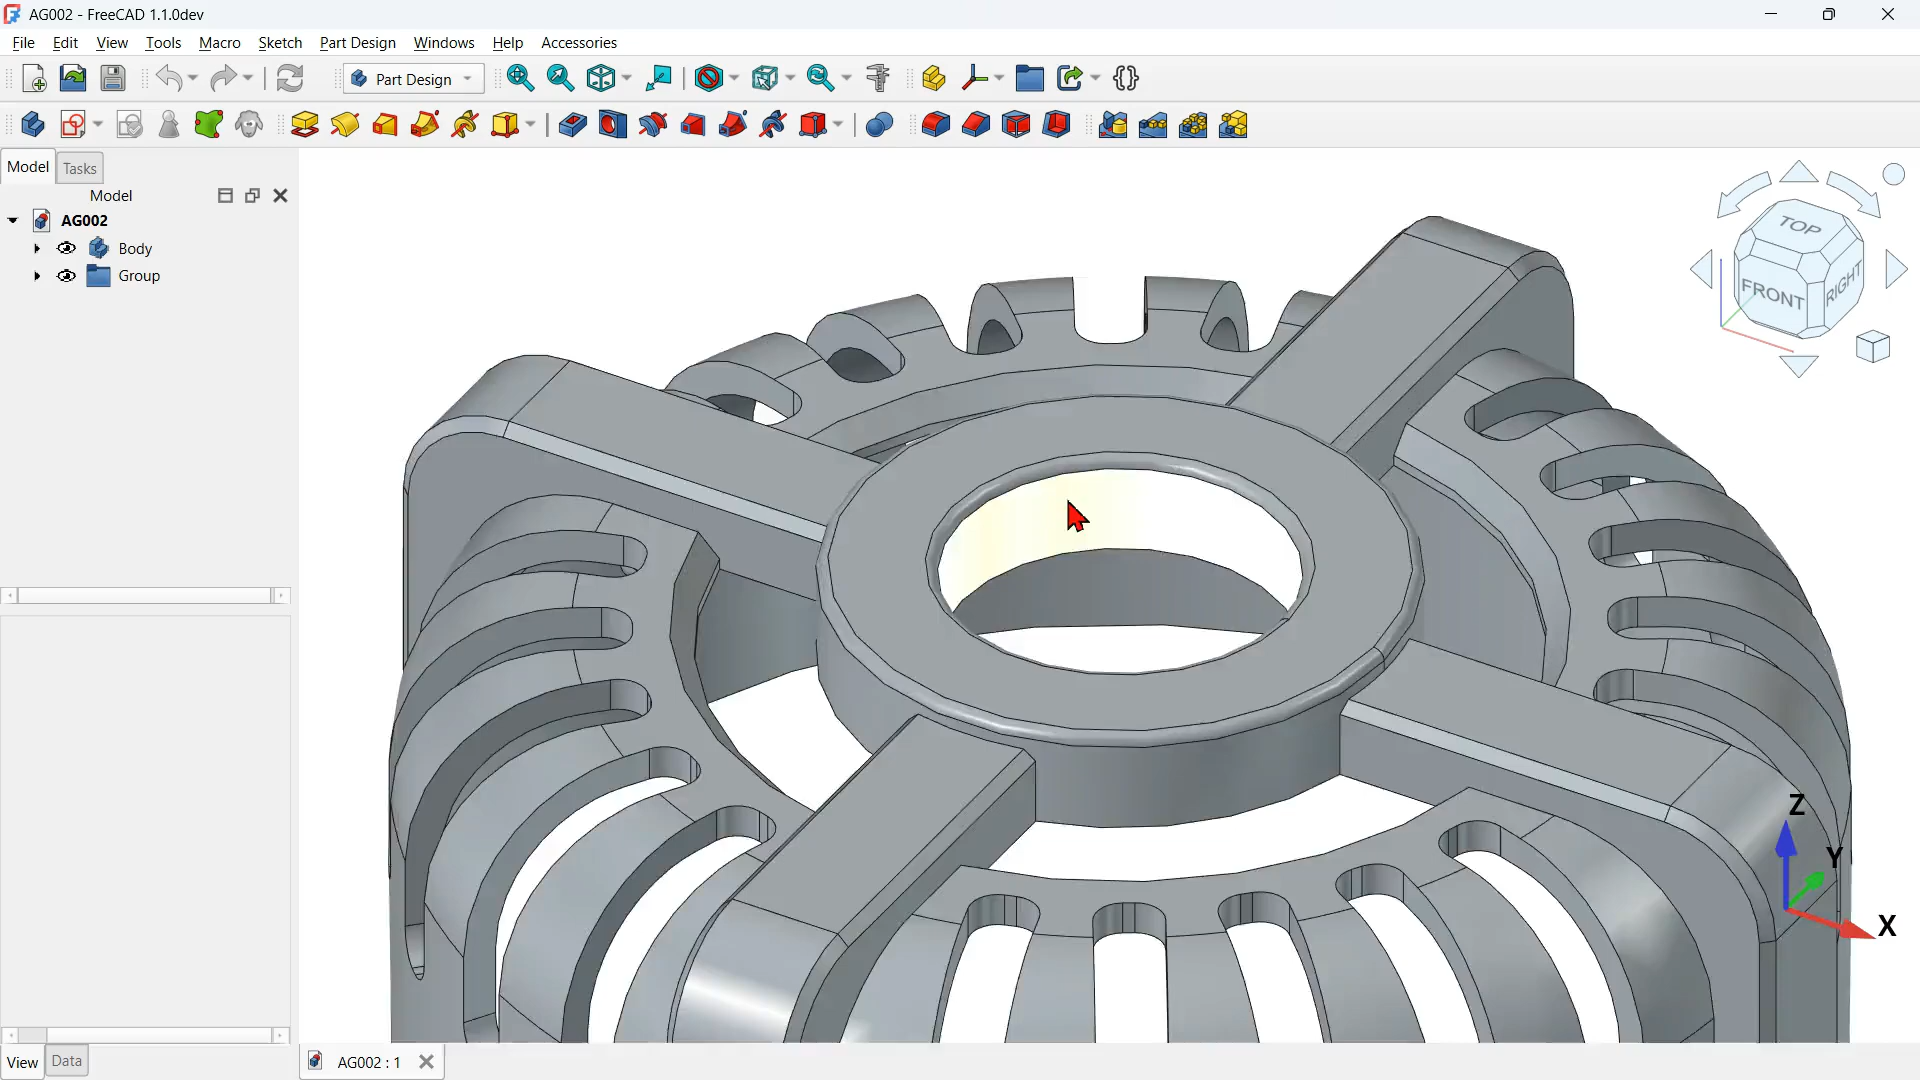 AG002 - FreeCAD 1.1.0dev
File Edit View Tools Macro Sketch Part Design Windows Help Accessories
Part Design
Model Tasks
Model
AG002
Body
Group
TOP
FRONT RIGHT
Z
Y
X
View Data
AG002 : 1